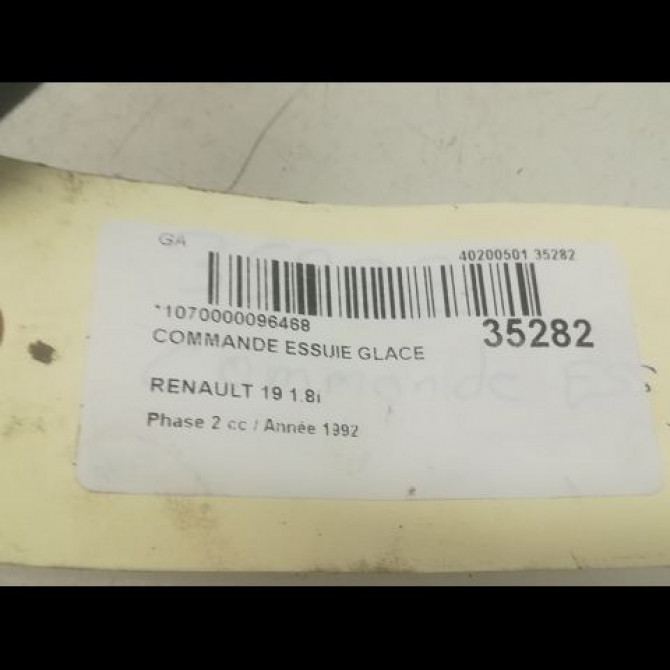 GA
40200501 35282
*1070000096468
35282
COMMANDE ESSUIE GLACE
RENAULT 19 1.8i
Phase 2 cc / Année 1992